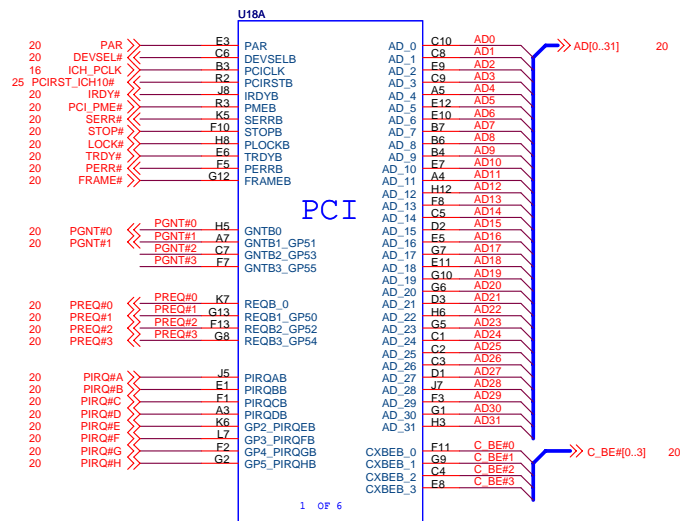 U18A
20 PAR E3 PAR AD_0 C10 AD0 AD[0..31] 20
20 DEVSEL# C6 DEVSELB AD_1 C8 AD1
16 ICH_PCLK B3 PCICLK AD_2 E9 AD2
25 PCIRST_ICH10# R2 PCIRSTB AD_3 C9 AD3
20 IRDY# J8 IRDYB AD_4 A5 AD4
20 PCI_PME# R3 PMEB AD_5 E12 AD5
20 SERR# K5 SERRB AD_6 E10 AD6
20 STOP# F10 STOPB AD_7 B7 AD7
20 LOCK# H8 PLOCKB AD_8 B6 AD8
20 TRDY# E6 TRDYB AD_9 B4 AD9
20 PERR# F5 PERRB AD_10 E7 AD10
20 FRAME# G12 FRAMEB AD_11 A4 AD11
AD_12 H12 AD12
AD_13 F8 AD13
PCI
AD_14 C5 AD14
20 PGNT#0 PGNT#0 H5 GNTB0 AD_15 D2 AD15
20 PGNT#1 PGNT#1 A7 GNTB1_GP51 AD_16 E5 AD16
PGNT#2 C7 GNTB2_GP53 AD_17 G7 AD17
PGNT#3 F7 GNTB3_GP55 AD_18 E11 AD18
AD_19 G10 AD19
AD_20 G6 AD20
20 PREQ#0 PREQ#0 K7 REQB_0 AD_21 D3 AD21
20 PREQ#1 PREQ#1 G13 REQB1_GP50 AD_22 H6 AD22
20 PREQ#2 PREQ#2 F13 REQB2_GP52 AD_23 G5 AD23
20 PREQ#3 PREQ#3 G8 REQB3_GP54 AD_24 C1 AD24
AD_25 C2 AD25
AD_26 C3 AD26
20 PIRQ#A J5 PIRQAB AD_27 D1 AD27
20 PIRQ#B E1 PIRQBB AD_28 J7 AD28
20 PIRQ#C F1 PIRQCB AD_29 F3 AD29
20 PIRQ#D A3 PIRQDB AD_30 G1 AD30
20 PIRQ#E K6 GP2_PIRQEB AD_31 H3 AD31
20 PIRQ#F L7 GP3_PIRQFB
20 PIRQ#G F2 GP4_PIRQGB CXBEB_0 F11 C_BE#0 C_BE#[0..3] 20
20 PIRQ#H G2 GP5_PIRQHB CXBEB_1 G9 C_BE#1
CXBEB_2 C4 C_BE#2
CXBEB_3 E8 C_BE#3
1 OF 6